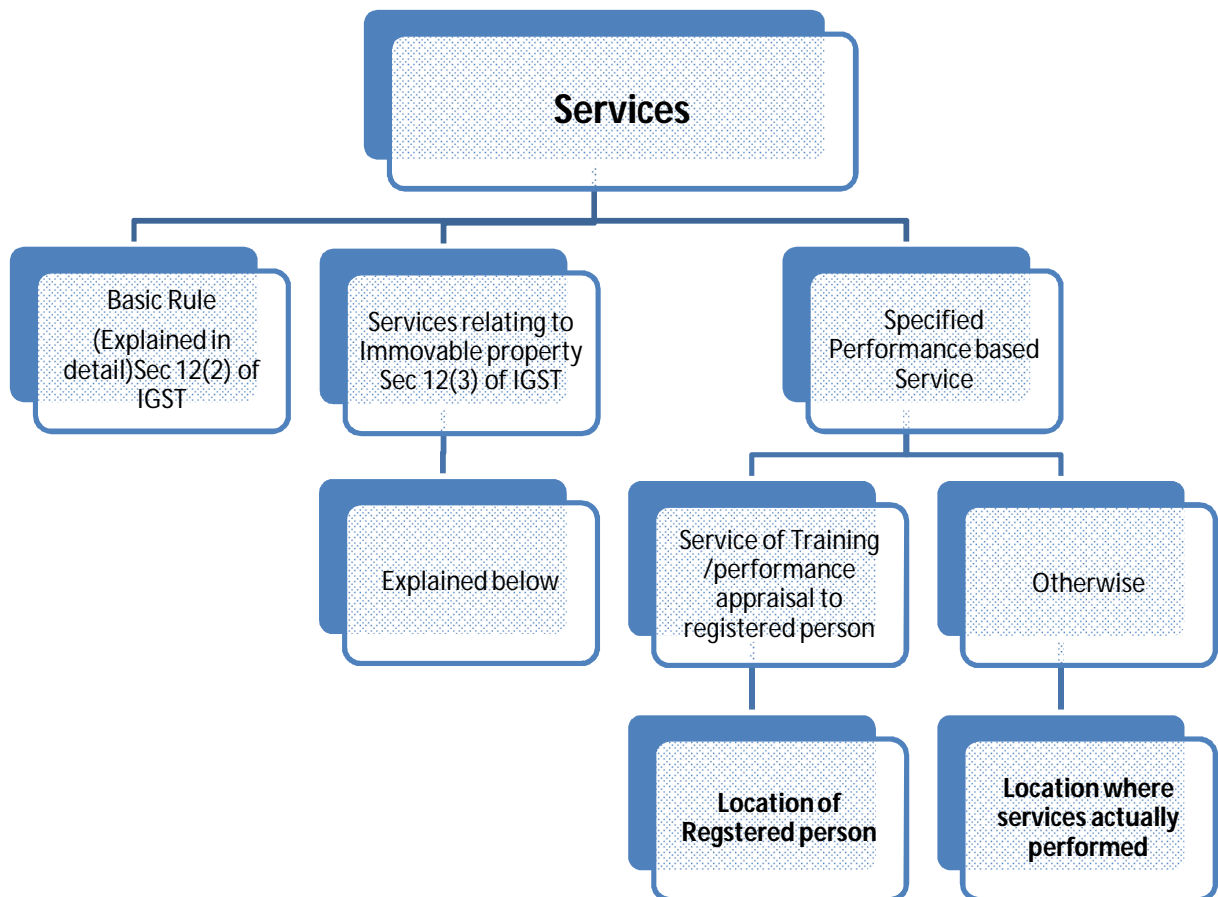 Services
Basic Rule
(Explained in
detail)Sec 12(2) of
IGST
Services relating to
Immovable property
Sec 12(3) of IGST
Specified
Performance based
Service
Explained below
Service of Training
/performance
appraisal to
registered person
Otherwise
Location of
Regstered person
Location where
services actually
performed